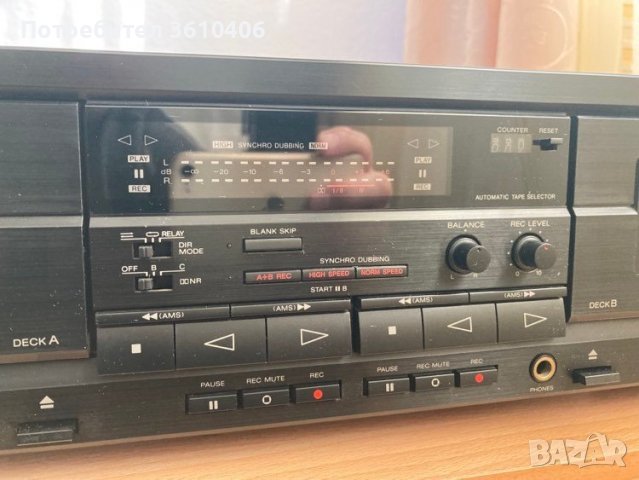 Потребител 3610406
HIGH SYNCHRO DUBBING NORM
COUNTER RESET
PLAY
REC
L
dB -∞ -20 -10 -6 -3 0 +3 +6
R
PLAY
REC
AUTOMATIC TAPE SELECTOR
RELAY
DIR MODE
OFF B C
NR
BLANK SKIP
SYNCHRO DUBBING
A+B REC HIGH SPEED NORM SPEED
START B
BALANCE
REC LEVEL
DECK A
(AMS) (AMS) (AMS) (AMS)
DECK B
PAUSE REC MUTE REC
PAUSE REC MUTE REC
PHONES
BAZAR